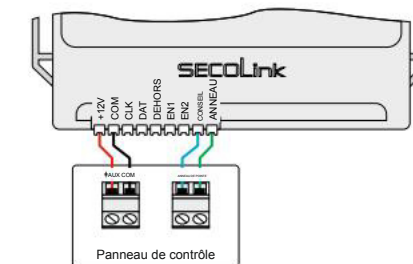 SECOLink
+12V
COM
CLK
DAT
DEHORS
EN1
EN2
CONSEIL
ANNEAU
+AUX COM
Panneau de contrôle